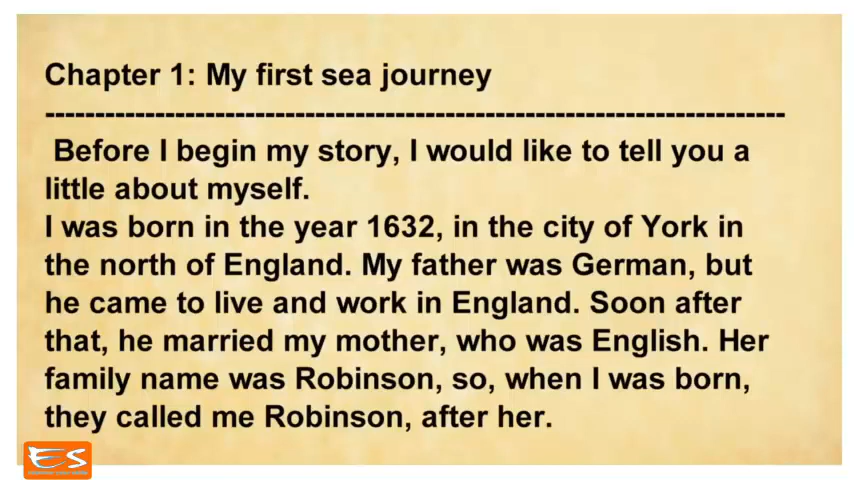 Chapter 1: My first sea journey
--------------------------------------------------------------------------
Before I begin my story, I would like to tell you a
little about myself.
I was born in the year 1632, in the city of York in
the north of England. My father was German, but
he came to live and work in England. Soon after
that, he married my mother, who was English. Her
family name was Robinson, so, when I was born,
they called me Robinson, after her.
ES